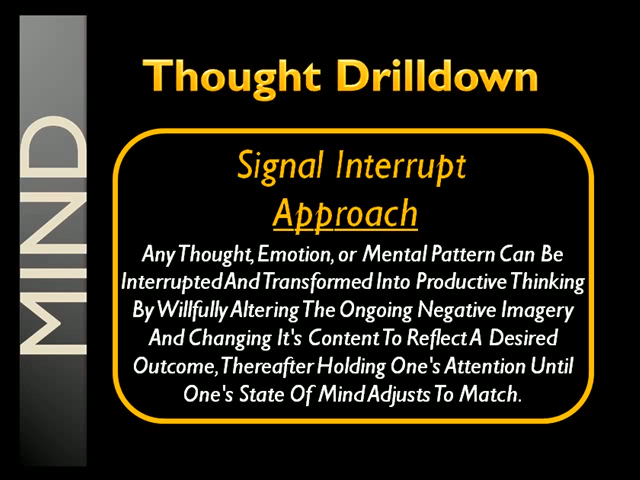 Thought Drilldown
MIND
Signal Interrupt
Approach
Any Thought, Emotion, or Mental Pattern Can Be
Interrupted And Transformed Into Productive Thinking
By Willfully Altering The Ongoing Negative Imagery
And Changing It's Content To Reflect A Desired
Outcome, Thereafter Holding One's Attention Until
One's State Of Mind Adjusts To Match.